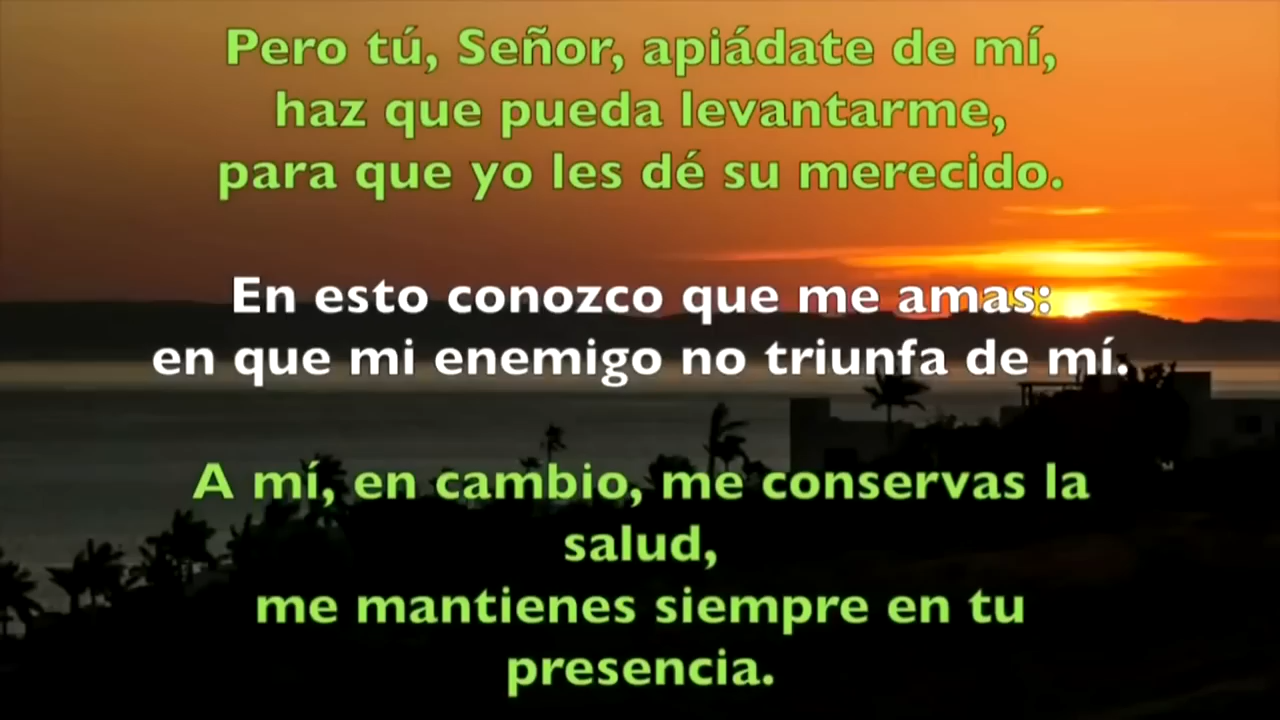 Pero tú, Señor, apiádate de mí,
haz que pueda levantarme,
para que yo les dé su merecido.
En esto conozco que me amas:
en que mi enemigo no triunfa de mí.
A mí, en cambio, me conservas la
salud,
me mantienes siempre en tu
presencia.